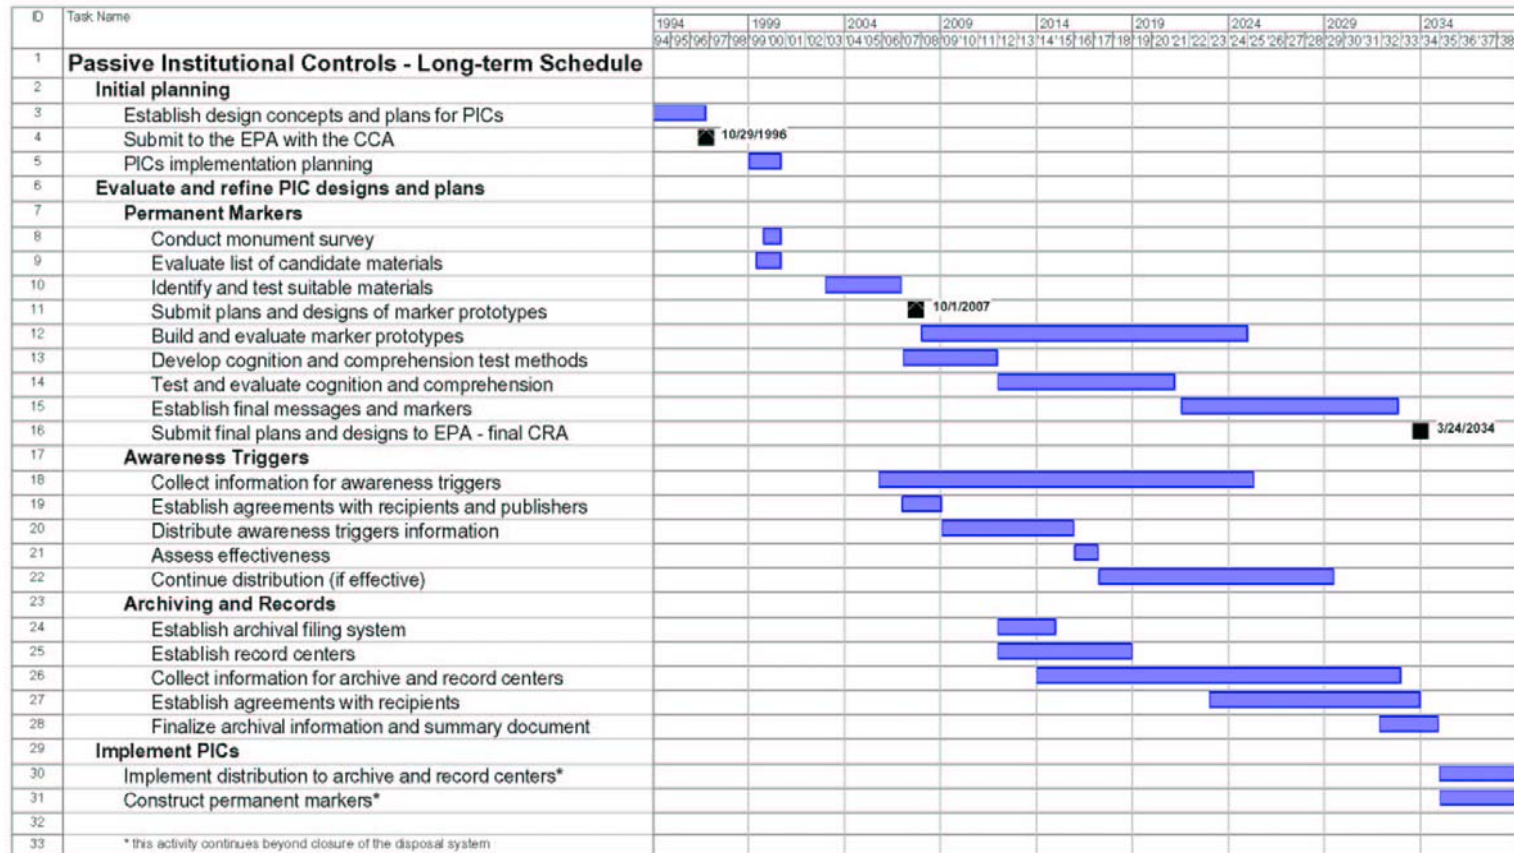 ID Task Name 1994 1999 2004 2009 2014 2019 2024 2029 2034
'94 '95 '96 '97 '98 '99 '00 '01 '02 '03 '04 '05 '06 '07 '08 '09 '10 '11 '12 '13 '14 '15 '16 '17 '18 '19 '20 '21 '22 '23 '24 '25 '26 '27 '28 '29 '30 '31 '32 '33 '34 '35 '36 '37 '38
1 Passive Institutional Controls - Long-term Schedule
2 Initial planning
3 Establish design concepts and plans for PICs
4 Submit to the EPA with the CCA 10/29/1996
5 PICs implementation planning
6 Evaluate and refine PIC designs and plans
7 Permanent Markers
8 Conduct monument survey
9 Evaluate list of candidate materials
10 Identify and test suitable materials
11 Submit plans and designs of marker prototypes 10/1/2007
12 Build and evaluate marker prototypes
13 Develop cognition and comprehension test methods
14 Test and evaluate cognition and comprehension
15 Establish final messages and markers
16 Submit final plans and designs to EPA - final CRA 3/24/2034
17 Awareness Triggers
18 Collect information for awareness triggers
19 Establish agreements with recipients and publishers
20 Distribute awareness triggers information
21 Assess effectiveness
22 Continue distribution (if effective)
23 Archiving and Records
24 Establish archival filing system
25 Establish record centers
26 Collect information for archive and record centers
27 Establish agreements with recipients
28 Finalize archival information and summary document
29 Implement PICs
30 Implement distribution to archive and record centers*
31 Construct permanent markers*
32
33 * this activity continues beyond closure of the disposal system